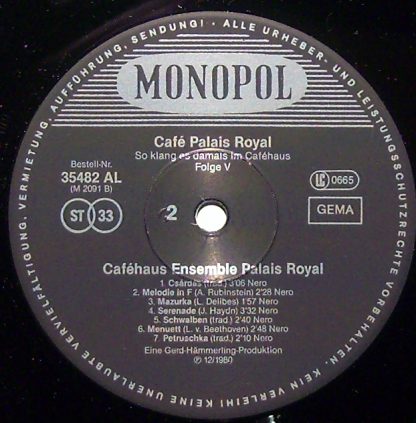 ALLE URHEBER- UND LEISTUNGSSCHUTZRECHTE VORBEHALTEN. KEIN VERLEIH! KEINE UNERLAUBTE VERVIELFÄLTIGUNG, VERMIETUNG, AUFFÜHRUNG, SENDUNG! ·
MONOPOL
Café Palais Royal
So klang es damals im Caféhaus
Folge V
Bestell-Nr.
35482 AL
(M 2091 B)
LC 0665
ST 33
2
GEMA
Caféhaus Ensemble Palais Royal
1. Csárdás (trad.) 3'06 Nero
2. Melodie in F (A. Rubinstein) 2'28 Nero
3. Mazurka (L. Delibes) 1'57 Nero
4. Serenade (J. Haydn) 3'32 Nero
5. Schwalben (trad.) 2'40 Nero
6. Menuett (L. v. Beethoven) 2'48 Nero
7. Petruschka (trad.) 2'10 Nero
Eine Gerd-Hämmerling-Produktion
℗ 12/1980